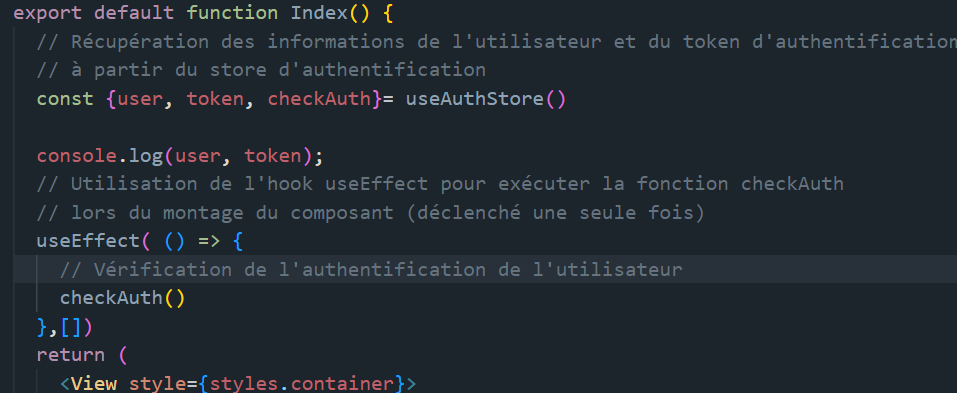 export default function Index() {
// Récupération des informations de l'utilisateur et du token d'authentification
// à partir du store d'authentification
const {user, token, checkAuth}= useAuthStore()
console.log(user, token);
// Utilisation de l'hook useEffect pour exécuter la fonction checkAuth
// lors du montage du composant (déclenché une seule fois)
useEffect( () => {
// Vérification de l'authentification de l'utilisateur
checkAuth()
},[])
return (
<View style={styles.container}>